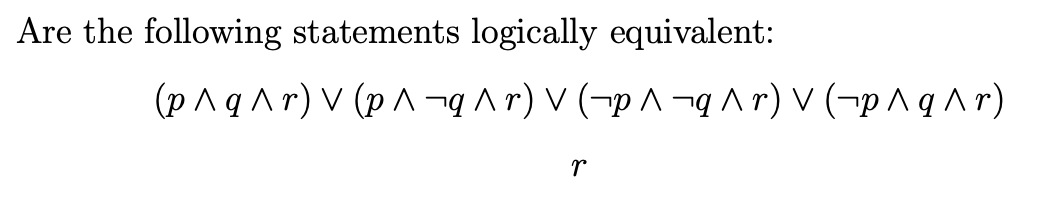 Are the following statements logically equivalent:
(p ∧ q ∧ r) ∨ (p ∧ ¬q ∧ r) ∨ (¬p ∧ ¬q ∧ r) ∨ (¬p ∧ q ∧ r)
r